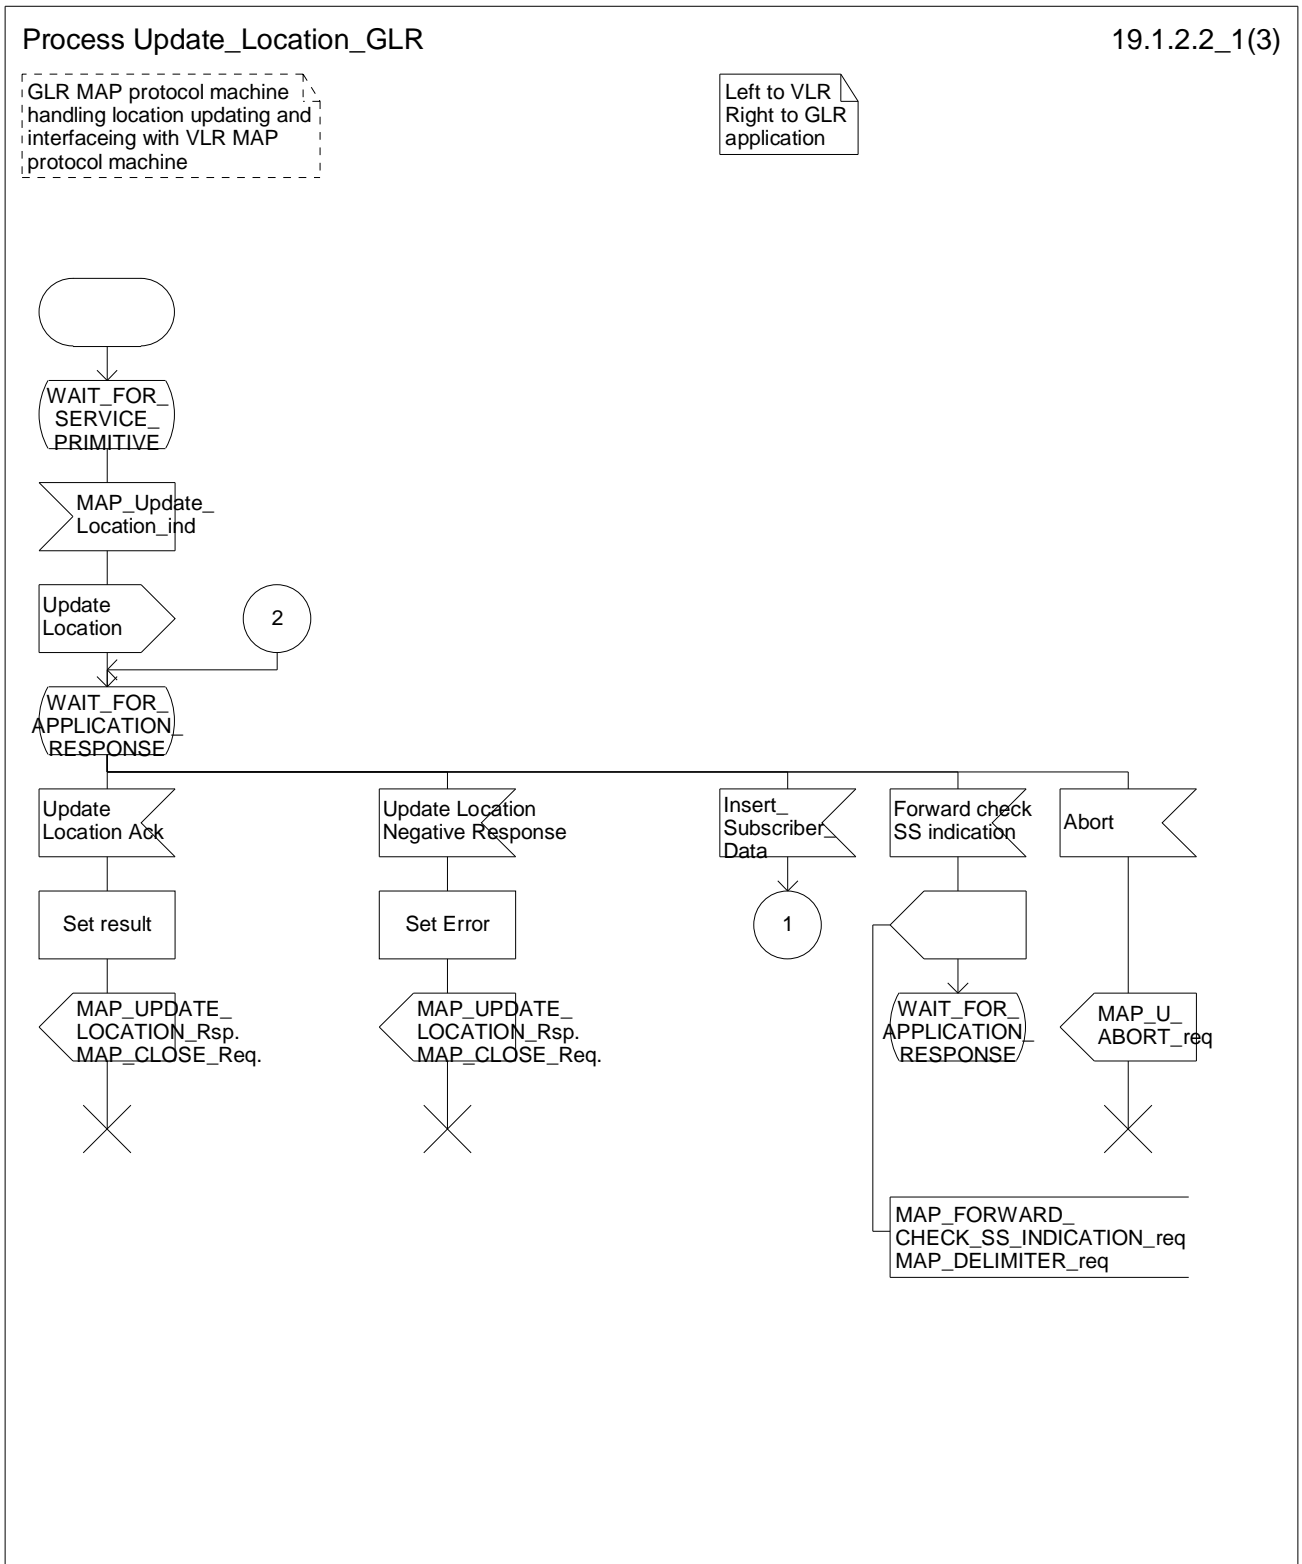 Process Update_Location_GLR
19.1.2.2_1(3)
GLR MAP protocol machine
handling location updating and
interfaceing with VLR MAP
protocol machine
Left to VLR
Right to GLR
application
WAIT_FOR_
SERVICE_
PRIMITIVE
MAP_Update_
Location_ind
Update
Location
2
WAIT_FOR_
APPLICATION_
RESPONSE
Update
Location Ack
Update Location
Negative Response
Insert_
Subscriber_
Data
Forward check
SS indication
Abort
Set result
Set Error
1
MAP_UPDATE_
LOCATION_Rsp.
MAP_CLOSE_Req.
MAP_UPDATE_
LOCATION_Rsp.
MAP_CLOSE_Req.
WAIT_FOR_
APPLICATION_
RESPONSE
MAP_U_
ABORT_req
MAP_FORWARD_
CHECK_SS_INDICATION_req
MAP_DELIMITER_req